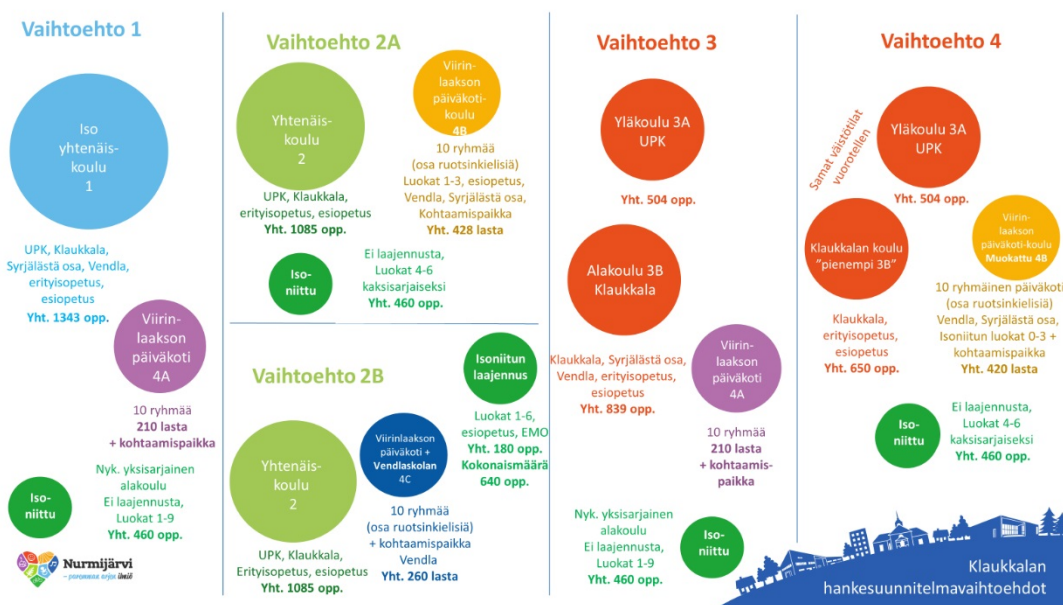 Vaihtoehto 1
Iso
yhtenäis-
koulu
1
UPK, Klaukkala,
Syrjälästä osa, Vendla,
erityisopetus,
esiopetus
Yht. 1343 opp.
Viirin-
laakson
päiväkoti
4A
10 ryhmää
210 lasta
+ kohtaamispaikka
Iso-
niittu
Nyk. yksisarjainen
alakoulu
Ei laajennusta,
Luokat 1-9
Yht. 460 opp.
Nurmijärvi
– paremman arjen ilmiö
Vaihtoehto 2A
Yhtenäis-
koulu
2
UPK, Klaukkala,
erityisopetus, esiopetus
Yht. 1085 opp.
Viirin-
laakson
päiväkoti-
koulu
4B
10 ryhmää
(osa ruotsinkielisiä)
Luokat 1-3, esiopetus,
Vendla, Syrjälästä osa,
Kohtaamispaikka
Yht. 428 lasta
Iso-
niittu
Ei laajennusta,
Luokat 4-6
kaksisarjaiseksi
Yht. 460 opp.
Vaihtoehto 2B
Yhtenäis-
koulu
2
UPK, Klaukkala,
Erityisopetus, esiopetus
Yht. 1085 opp.
Viirinlaakson
päiväkoti +
Vendlaskolan
4C
10 ryhmää
(osa ruotsinkielisiä)
+ kohtaamispaikka
Vendla
Yht. 260 lasta
Isoniitun
laajennus
Luokat 1-6,
esiopetus, EMO
Yht. 180 opp.
Kokonaismäärä
640 opp.
Vaihtoehto 3
Yläkoulu 3A
UPK
Yht. 504 opp.
Alakoulu 3B
Klaukkala
Klaukkala, Syrjälästä osa,
Vendla, erityisopetus,
esiopetus
Yht. 839 opp.
Viirin-
laakson
päiväkoti
4A
10 ryhmää
210 lasta
+ kohtaamis-
paikka
Nyk. yksisarjainen
alakoulu
Ei laajennusta,
Luokat 1-9
Yht. 460 opp.
Iso-
niittu
Vaihtoehto 4
Samat väistötilat
vuorotellen
Yläkoulu 3A
UPK
Yht. 504 opp.
Klaukkalan koulu
"pienempi 3B"
Klaukkala,
erityisopetus,
esiopetus
Yht. 650 opp.
Viirin-
laakson
päiväkoti-koulu
Muokattu 4B
10 ryhmäinen päiväkoti
(osa ruotsinkielisiä)
Vendla, Syrjälästä osa,
Isoniitun luokat 0-3 +
kohtaamispaikka
Yht. 420 lasta
Iso-
niittu
Ei laajennusta,
Luokat 4-6
kaksisarjaiseksi
Yht. 460 opp.
Klaukkalan
hankesuunnitelmavaihtoehdot